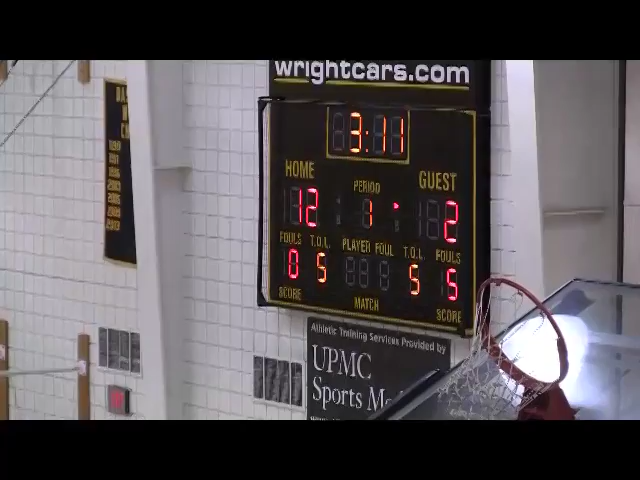 wrightcars.com
3:11
HOME
PERIOD
GUEST
12
1
2
FOULS T.O.L. PLAYER FOUL T.O.L. FOULS
0 5 5 5
SCORE
MATCH
SCORE
Athletic Training Services Provided by
UPMC
Sports